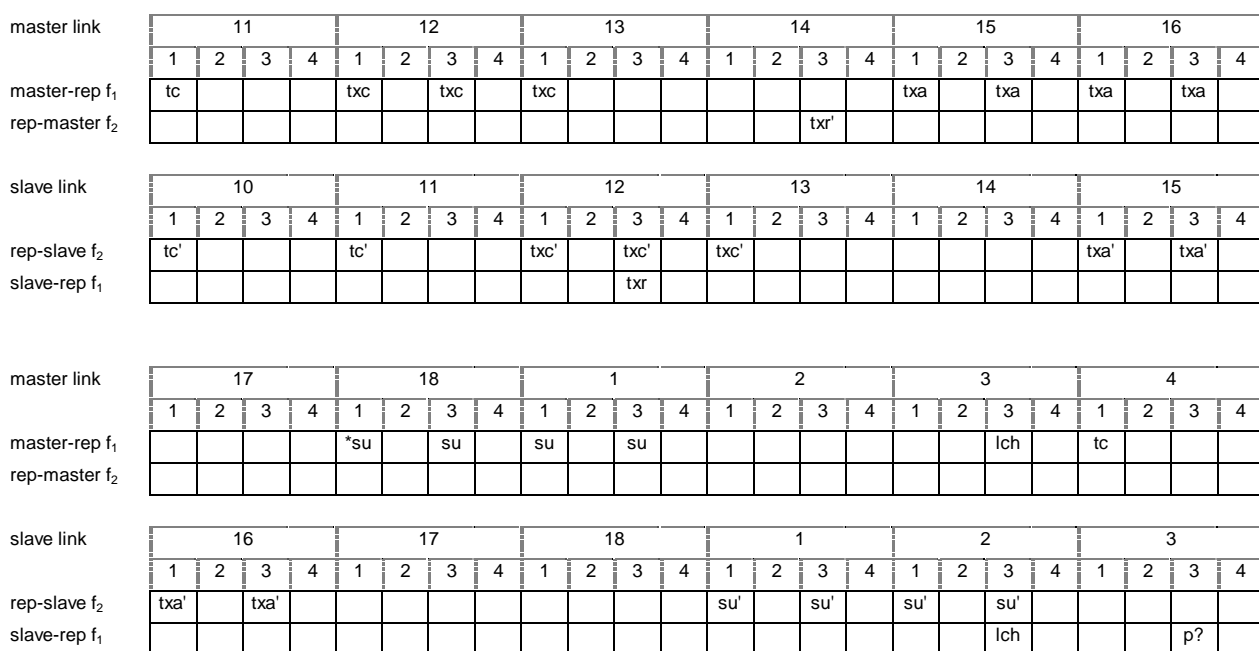 master link 11 12 13 14 15 16
1 2 3 4 1 2 3 4 1 2 3 4 1 2 3 4 1 2 3 4 1 2 3 4
master-rep f₁ tc txc txc txc txa txa txa txa
rep-master f₂ txr'
slave link 10 11 12 13 14 15
1 2 3 4 1 2 3 4 1 2 3 4 1 2 3 4 1 2 3 4 1 2 3 4
rep-slave f₂ tc' tc' txc' txc' txc' txa' txa'
slave-rep f₁ txr
master link 17 18 1 2 3 4
1 2 3 4 1 2 3 4 1 2 3 4 1 2 3 4 1 2 3 4 1 2 3 4
master-rep f₁ *su su su su lch tc
rep-master f₂
slave link 16 17 18 1 2 3
1 2 3 4 1 2 3 4 1 2 3 4 1 2 3 4 1 2 3 4 1 2 3 4
rep-slave f₂ txa' txa' su' su' su' su'
slave-rep f₁ lch p?